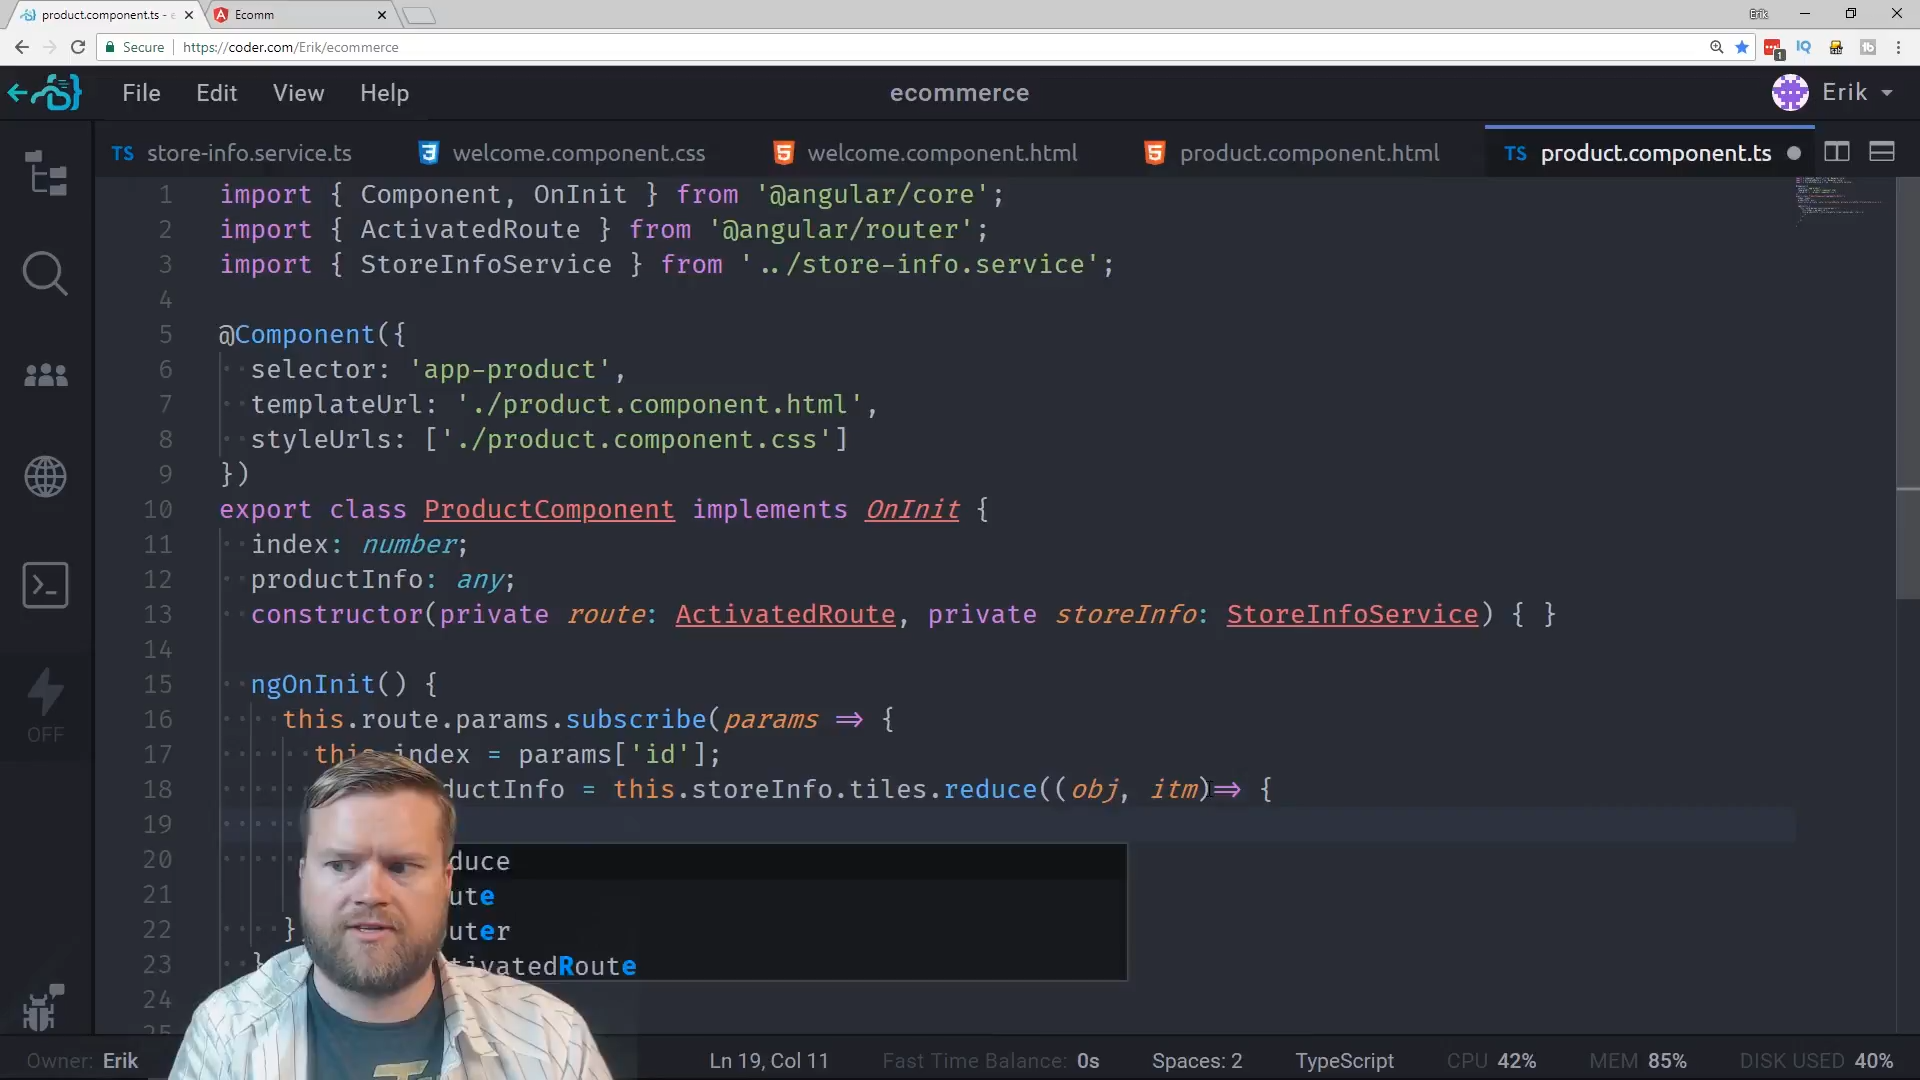 product.component.ts - e
Ecomm
Erik
Secure
https://coder.com/Erik/ecommerce
1
IQ
File
Edit
View
Help
ecommerce
Erik
TS store-info.service.ts
welcome.component.css
welcome.component.html
product.component.html
TS product.component.ts
1 import { Component, OnInit } from '@angular/core';
2 import { ActivatedRoute } from '@angular/router';
3 import { StoreInfoService } from '../store-info.service';
4
5 @Component({
6 selector: 'app-product',
7 templateUrl: './product.component.html',
8 styleUrls: ['./product.component.css']
9 })
10 export class ProductComponent implements OnInit {
11 index: number;
12 productInfo: any;
13 constructor(private route: ActivatedRoute, private storeInfo: StoreInfoService) { }
14
15 ngOnInit() {
16 this.route.params.subscribe(params => {
17 this.index = params['id'];
18 ductInfo = this.storeInfo.tiles.reduce((obj, itm)=> {
19
20 duce
21 ute
22 } uter
23 } tivatedRoute
24
25
OFF
Owner: Erik
Ln 19, Col 11
Fast Time Balance: 0s
Spaces: 2
TypeScript
CPU 42%
MEM 85%
DISK USED 40%